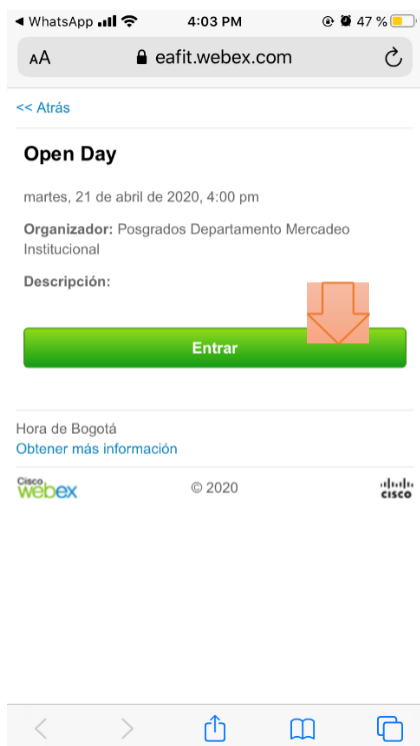 WhatsApp 4:03 PM 47 %
AA eafit.webex.com
<< Atrás
Open Day
martes, 21 de abril de 2020, 4:00 pm
Organizador: Posgrados Departamento Mercadeo
Institucional
Descripción:
Entrar
Hora de Bogotá
Obtener más información
Cisco
webex © 2020 cisco